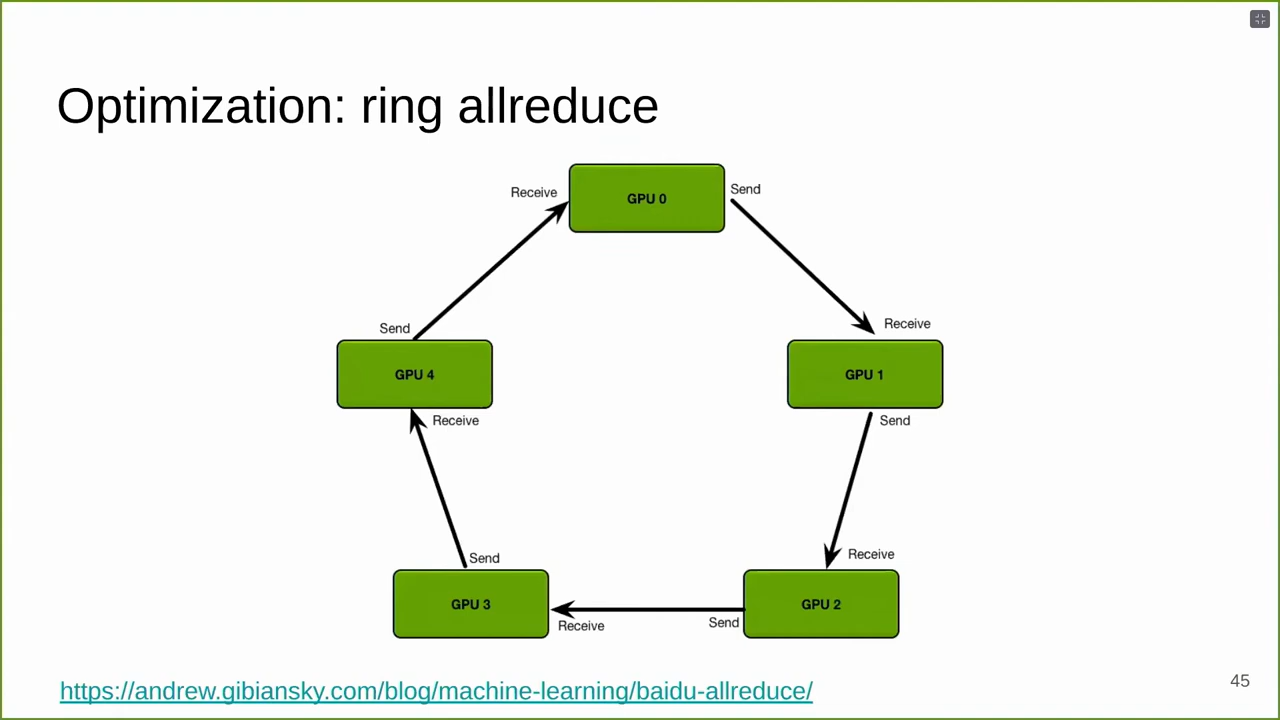 Optimization: ring allreduce
GPU 0
Receive
Send
Send
Receive
GPU 4
GPU 1
Receive
Send
Send
Receive
GPU 3
GPU 2
Receive
Send
https://andrew.gibiansky.com/blog/machine-learning/baidu-allreduce/
45